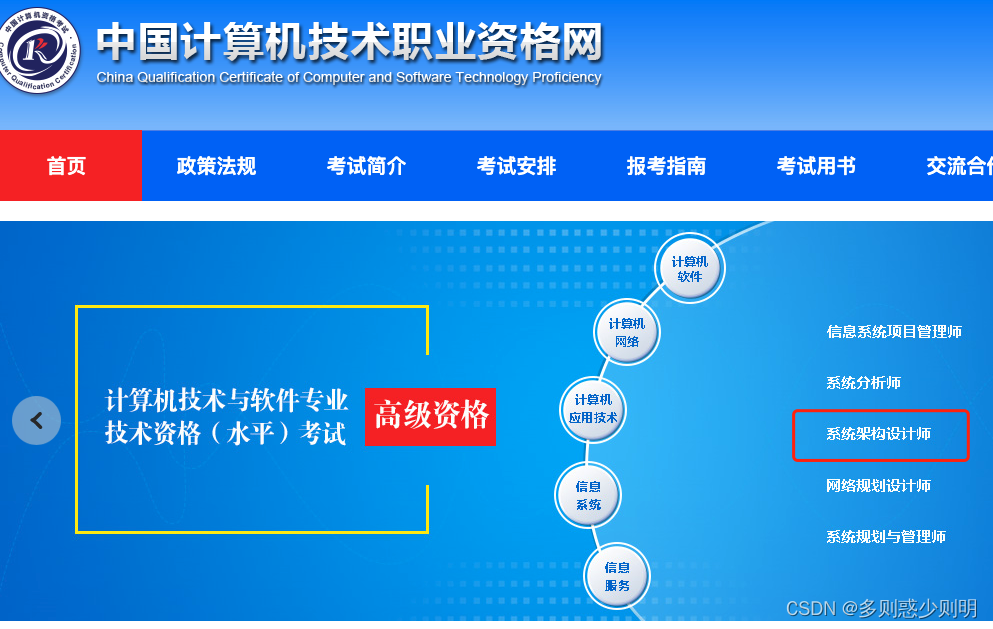 中国计算机资格考试
Computer Qualification Certification
中国计算机技术职业资格网
China Qualification Certificate of Computer and Software Technology Proficiency
首页
政策法规
考试简介
考试安排
报考指南
考试用书
交流合作
计算机
软件
计算机
网络
计算机
应用技术
信息
系统
信息
服务
计算机技术与软件专业
技术资格（水平）考试
高级资格
信息系统项目管理师
系统分析师
系统架构设计师
网络规划设计师
系统规划与管理师
CSDN @多则惑少则明